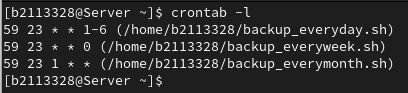 [b2113328@Server ~]$ crontab -l
59 23 * * 1-6 (/home/b2113328/backup_everyday.sh)
59 23 * * 0 (/home/b2113328/backup_everyweek.sh)
59 23 1 * * (/home/b2113328/backup_everymonth.sh)
[b2113328@Server ~]$